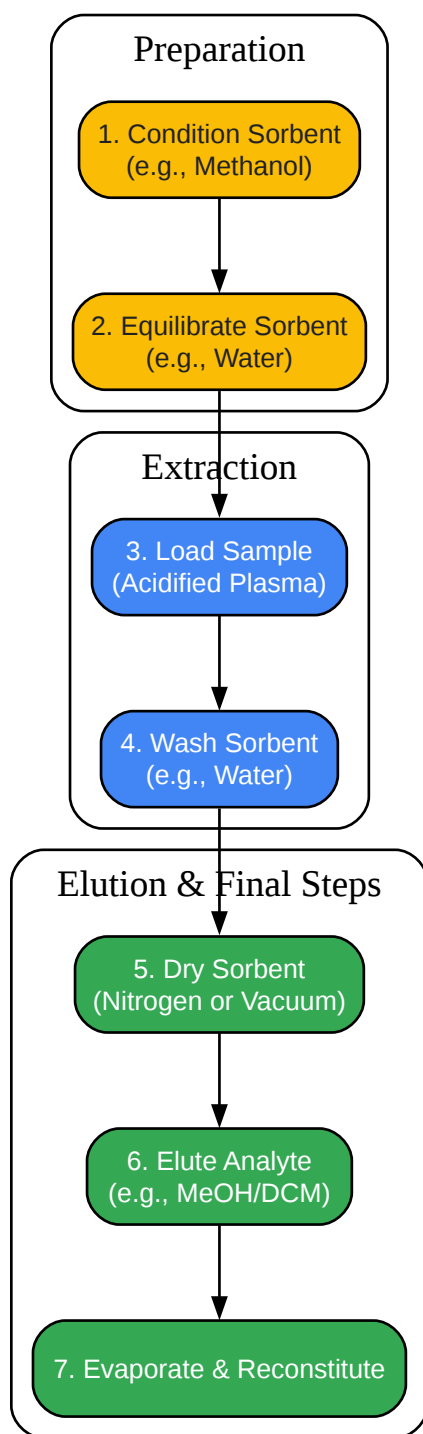 Preparation
1. Condition Sorbent
(e.g., Methanol)
2. Equilibrate Sorbent
(e.g., Water)
Extraction
3. Load Sample
(Acidified Plasma)
4. Wash Sorbent
(e.g., Water)
Elution & Final Steps
5. Dry Sorbent
(Nitrogen or Vacuum)
6. Elute Analyte
(e.g., MeOH/DCM)
7. Evaporate & Reconstitute